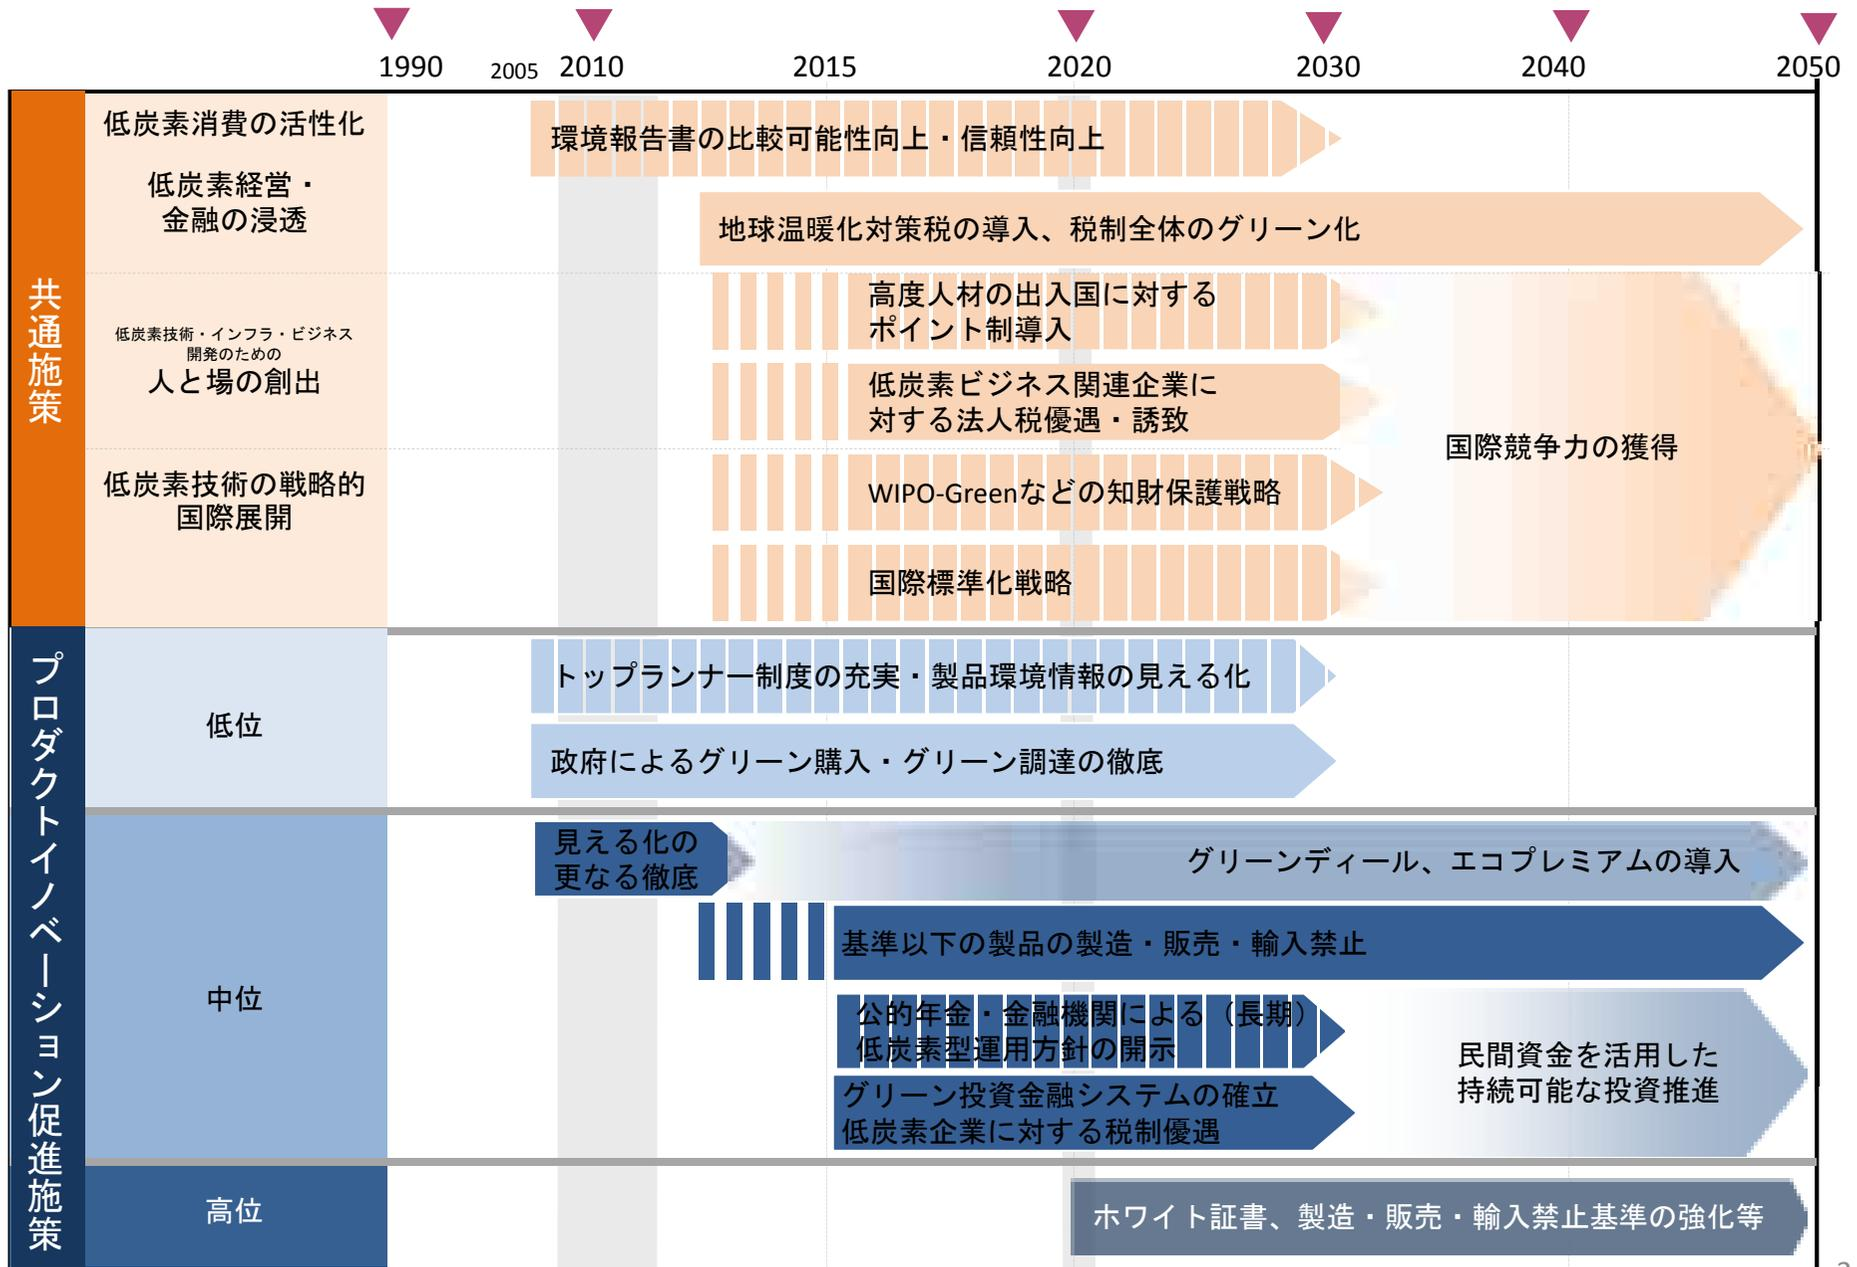 1990
2005
2010
2015
2020
2030
2040
2050
共通施策
低炭素消費の活性化
低炭素経営・
金融の浸透
環境報告書の比較可能性向上・信頼性向上
地球温暖化対策税の導入、税制全体のグリーン化
低炭素技術・インフラ・ビジネス
開発のための
人と場の創出
高度人材の出入国に対する
ポイント制導入
低炭素ビジネス関連企業に
対する法人税優遇・誘致
国際競争力の獲得
低炭素技術の戦略的
国際展開
WIPO-Greenなどの知財保護戦略
国際標準化戦略
プロダクトイノベーション促進施策
低位
トップランナー制度の充実・製品環境情報の見える化
政府によるグリーン購入・グリーン調達の徹底
中位
見える化の
更なる徹底
グリーンディール、エコプレミアムの導入
基準以下の製品の製造・販売・輸入禁止
公的年金・金融機関による（長期）
低炭素型運用方針の開示
グリーン投資金融システムの確立
低炭素企業に対する税制優遇
民間資金を活用した
持続可能な投資推進
高位
ホワイト証書、製造・販売・輸入禁止基準の強化等